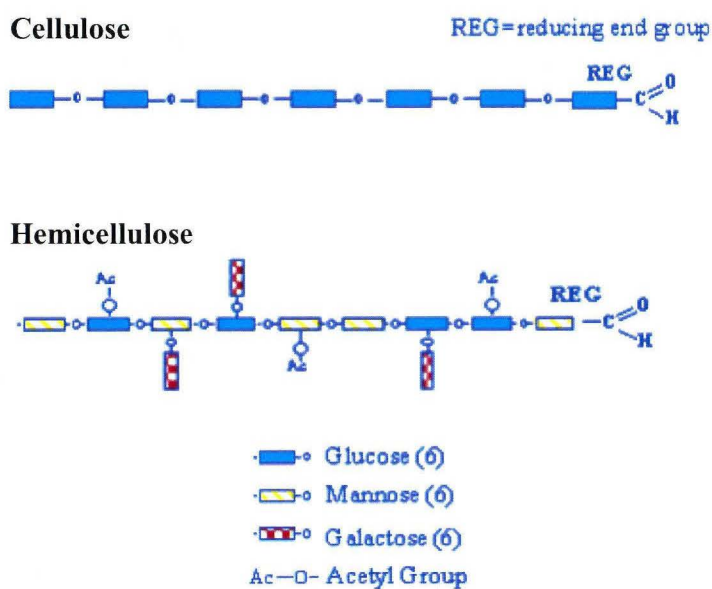 Cellulose
REG=reducing end group
REG
C
O
H
Hemicellulose
Ac
Ac
REG
C
O
H
Ac
Glucose (6)
Mannose (6)
Galactose (6)
Ac—O- Acetyl Group